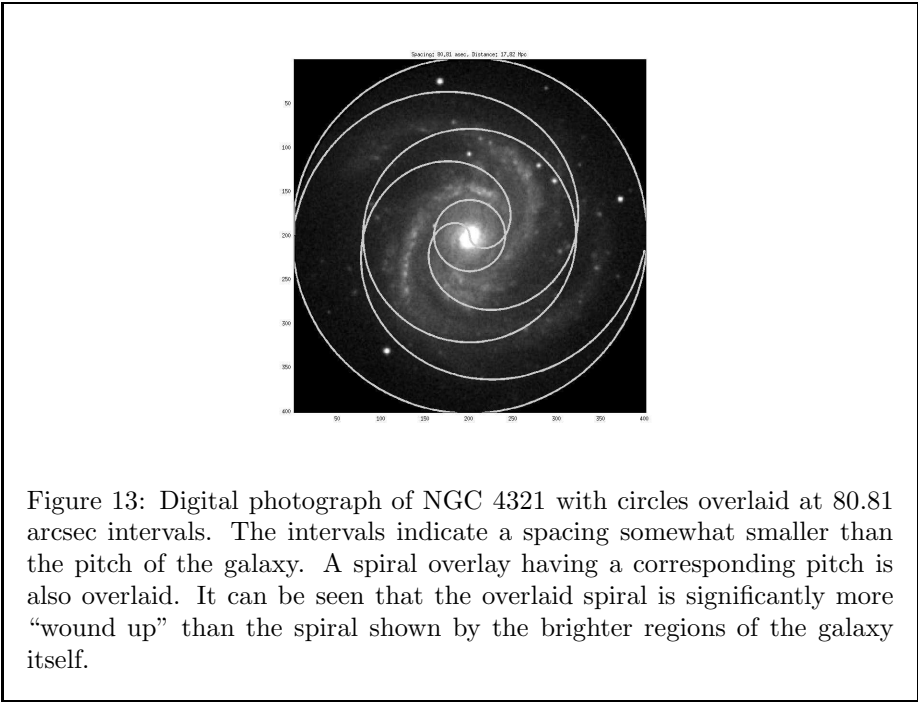 Spacing: 80.81 asec, Distance: 17.82 Mpc
50
100
150
200
250
300
350
400
50 100 150 200 250 300 350 400
Figure 13: Digital photograph of NGC 4321 with circles overlaid at 80.81
arcsec intervals. The intervals indicate a spacing somewhat smaller than
the pitch of the galaxy. A spiral overlay having a corresponding pitch is
also overlaid. It can be seen that the overlaid spiral is significantly more
“wound up” than the spiral shown by the brighter regions of the galaxy
itself.